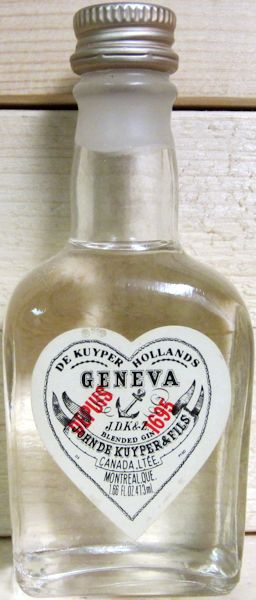 DE KUYPER HOLLANDS
GENEVA
DEPUIS 1695
J.D.K&Z
BLENDED GIN
JOHN DE KUYPER & FILS
CANADA, LTÉE.
MONTREAL, QUE.
1.66 FL. OZ 47.3 ml